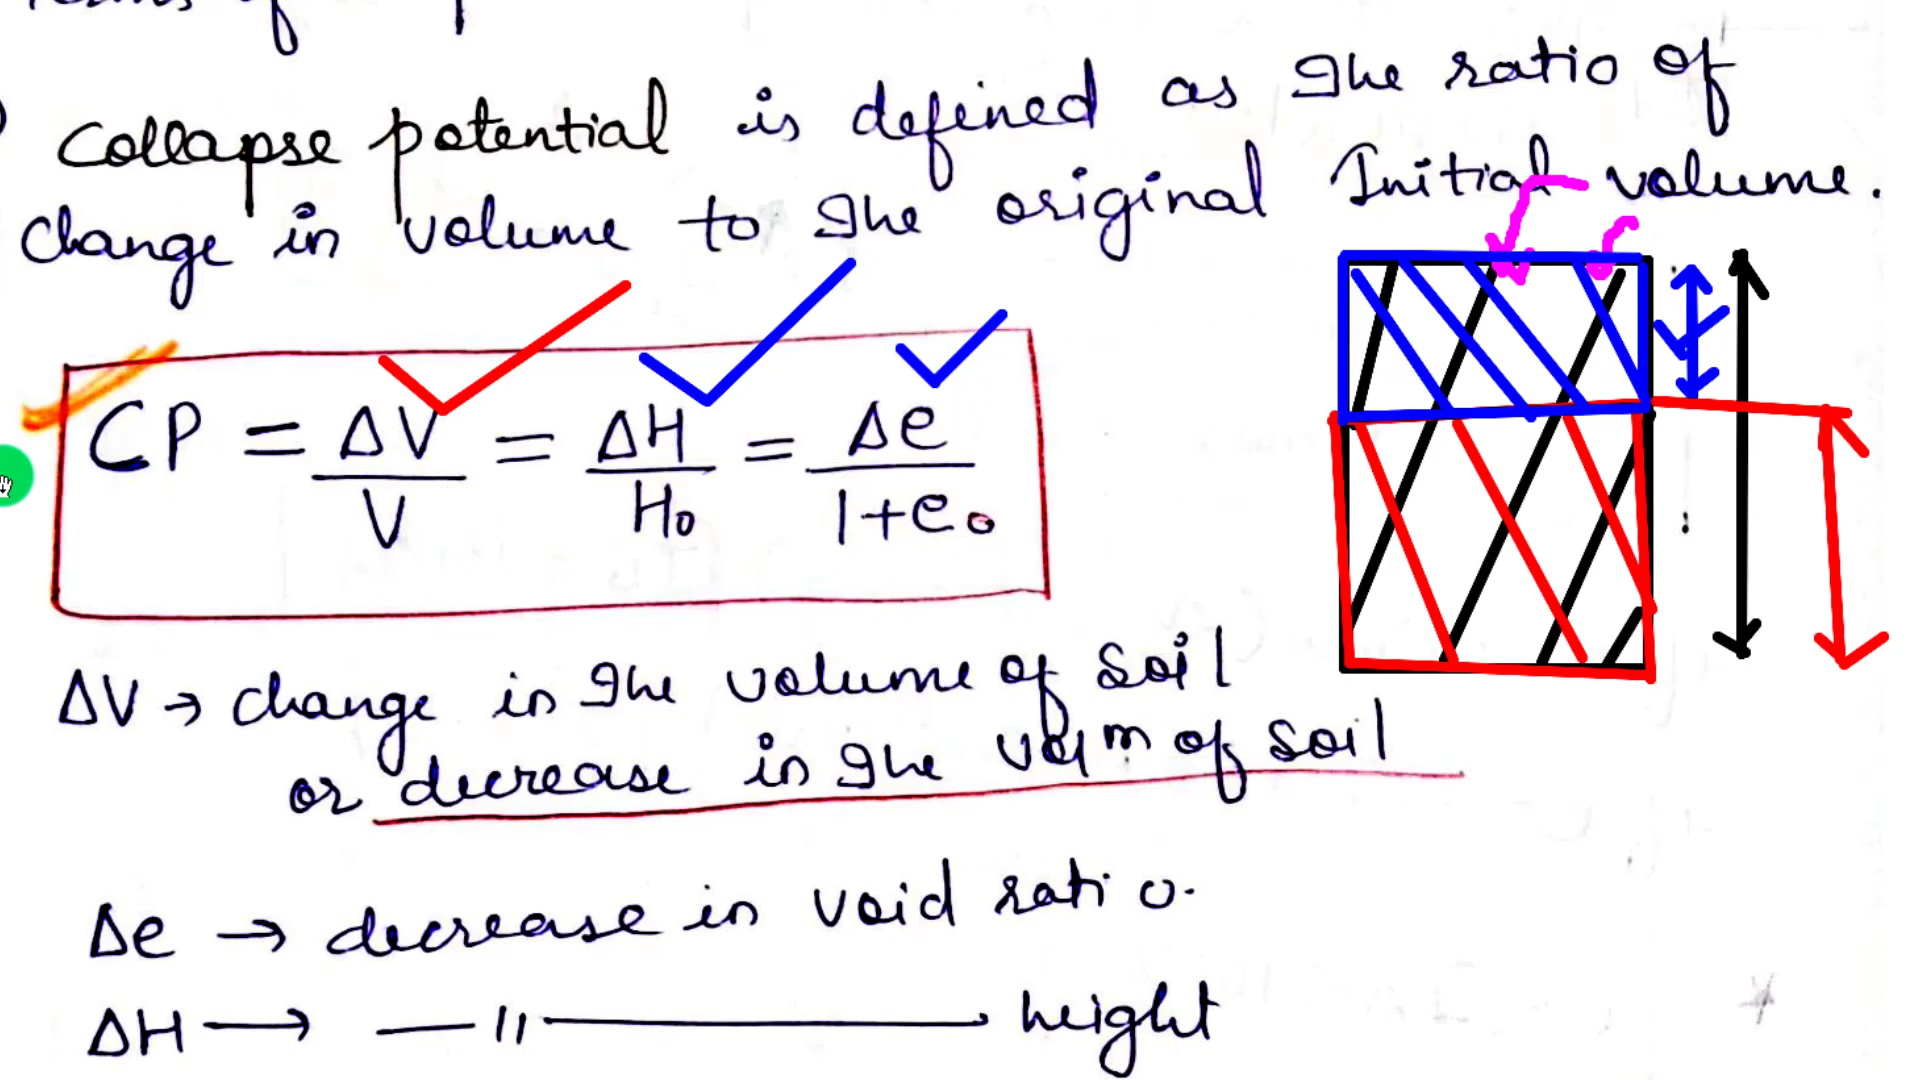 Collapse potential is defined as the ratio of
change in volume to the original Initial volume.
CP = ΔV/V = ΔH/H₀ = Δe/1+e₀
ΔV → change in the volume of soil
or decrease in the volᵐ of soil
Δe → decrease in void ratio.
ΔH → — 〃 — height